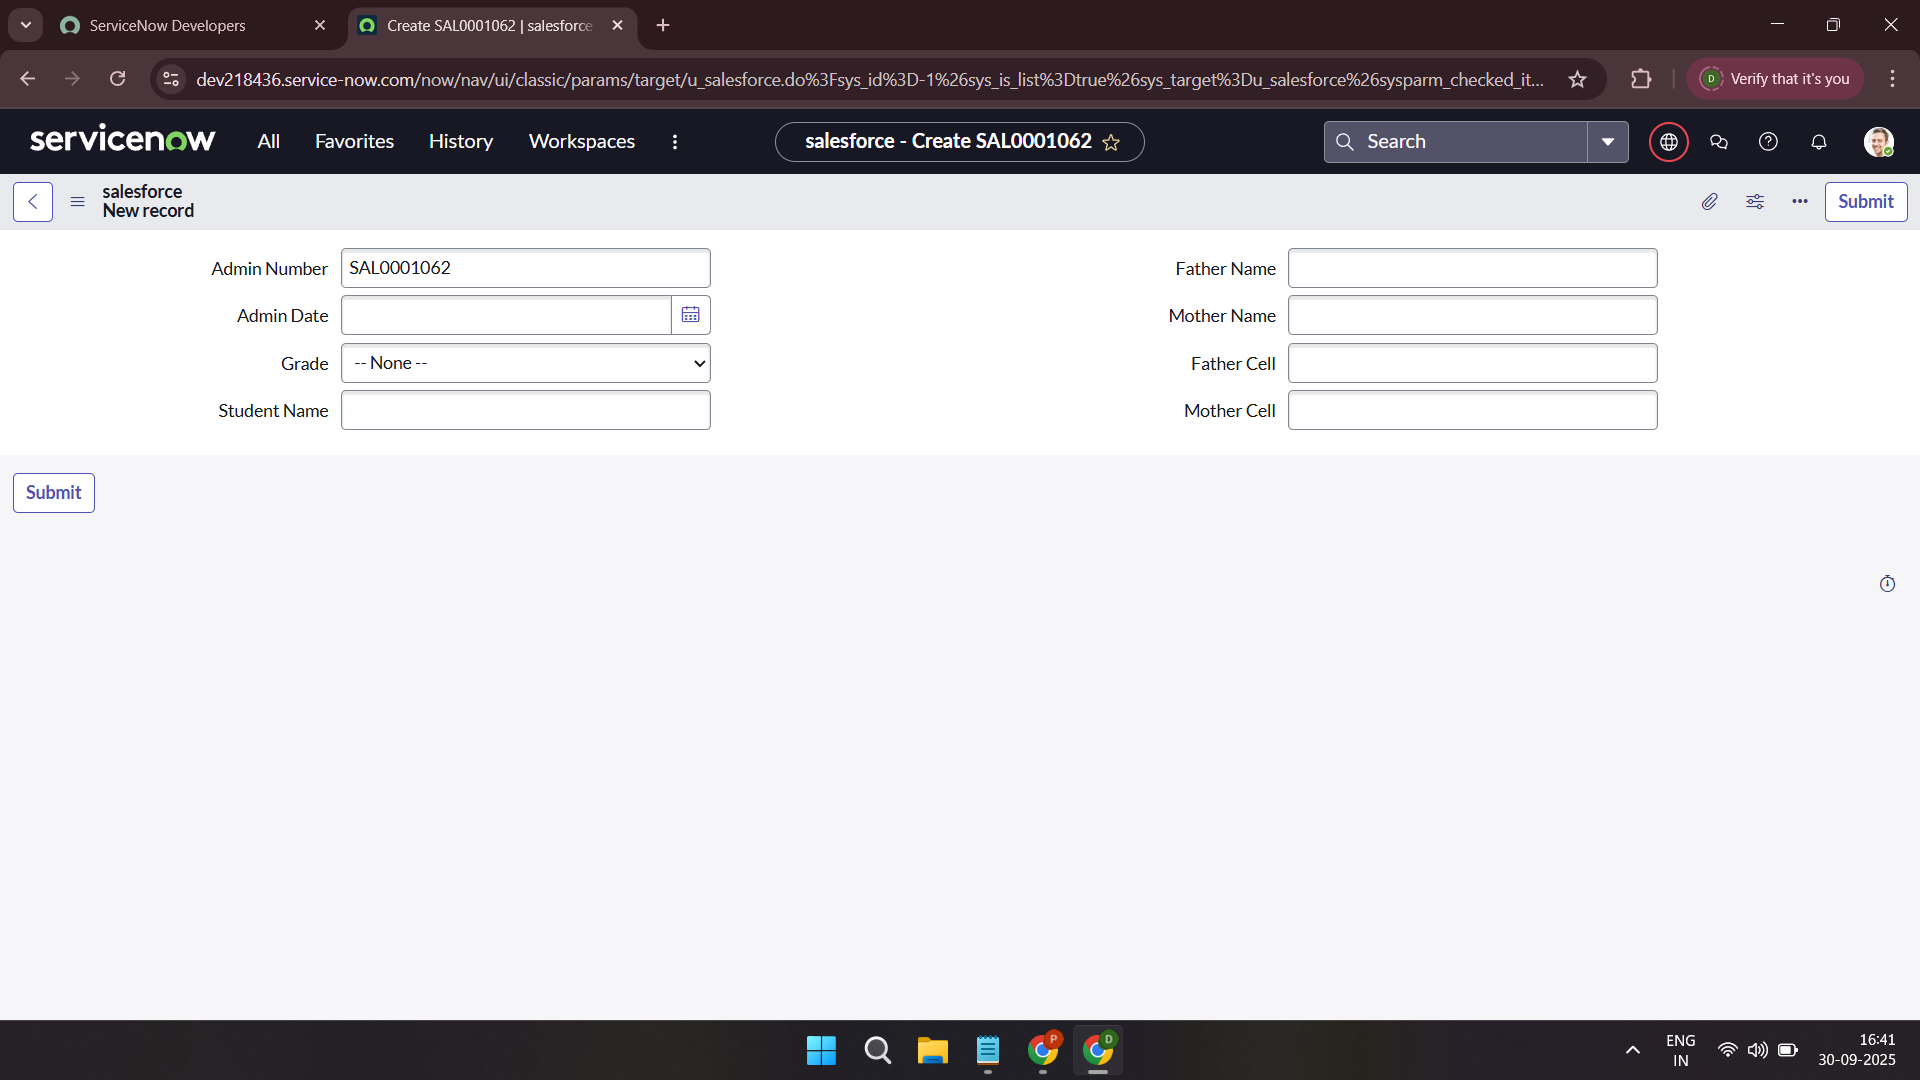 ServiceNow Developers
Create SAL0001062 | salesforce
dev218436.service-now.com/now/nav/ui/classic/params/target/u_salesforce.do%3Fsys_id%3D-1%26sys_is_list%3Dtrue%26sys_target%3Du_salesforce%26sysparm_checked_it...
D
Verify that it's you
servicenow
All
Favorites
History
Workspaces
salesforce - Create SAL0001062
Search
salesforce
New record
Submit
Admin Number
SAL0001062
Father Name
Admin Date
Mother Name
Grade
-- None --
Father Cell
Student Name
Mother Cell
Submit
P
D
ENG
IN
16:41
30-09-2025